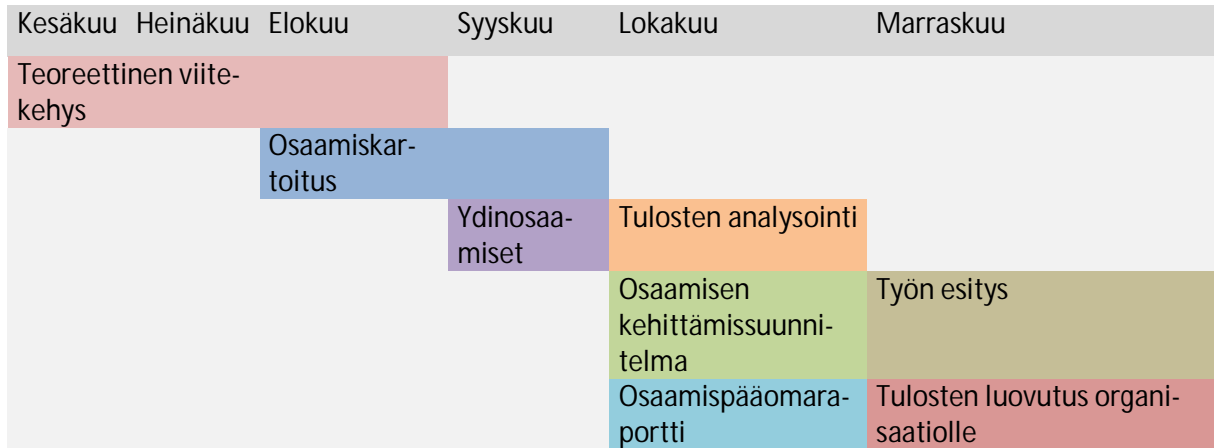 Kesäkuu Heinäkuu Elokuu Syyskuu Lokakuu Marraskuu
Teoreettinen viite-
kehys
Osaamiskar-
toitus
Ydinosaa-
miset
Tulosten analysointi
Osaamisen
kehittämissuunni-
telma
Työn esitys
Osaamispääomara-
portti
Tulosten luovutus organi-
saatiolle